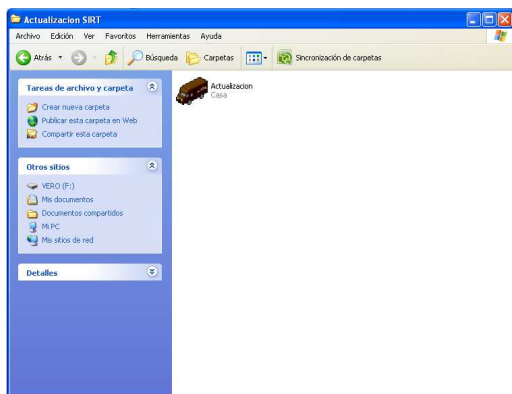 Actualizacion SIRT
Archivo Edición Ver Favoritos Herramientas Ayuda
Atrás Búsqueda Carpetas Sincronización de carpetas
Tareas de archivo y carpeta
Crear nueva carpeta
Publicar esta carpeta en Web
Compartir esta carpeta
Otros sitios
VERO (F:)
Mis documentos
Documentos compartidos
Mi PC
Mis sitios de red
Detalles
Actualizacion
Casa